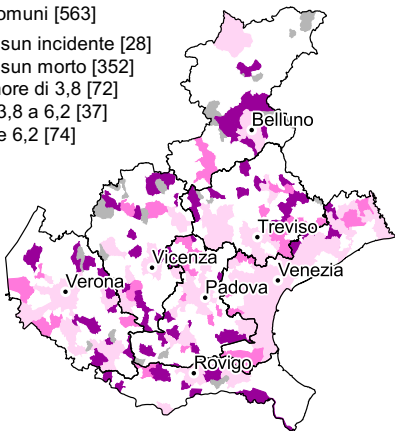 omuni [563]
sun incidente [28]
sun morto [352]
ore di 3,8 [72]
3,8 a 6,2 [37]
e 6,2 [74]
Belluno
Treviso
Vicenza
Venezia
Verona
Padova
Rovigo